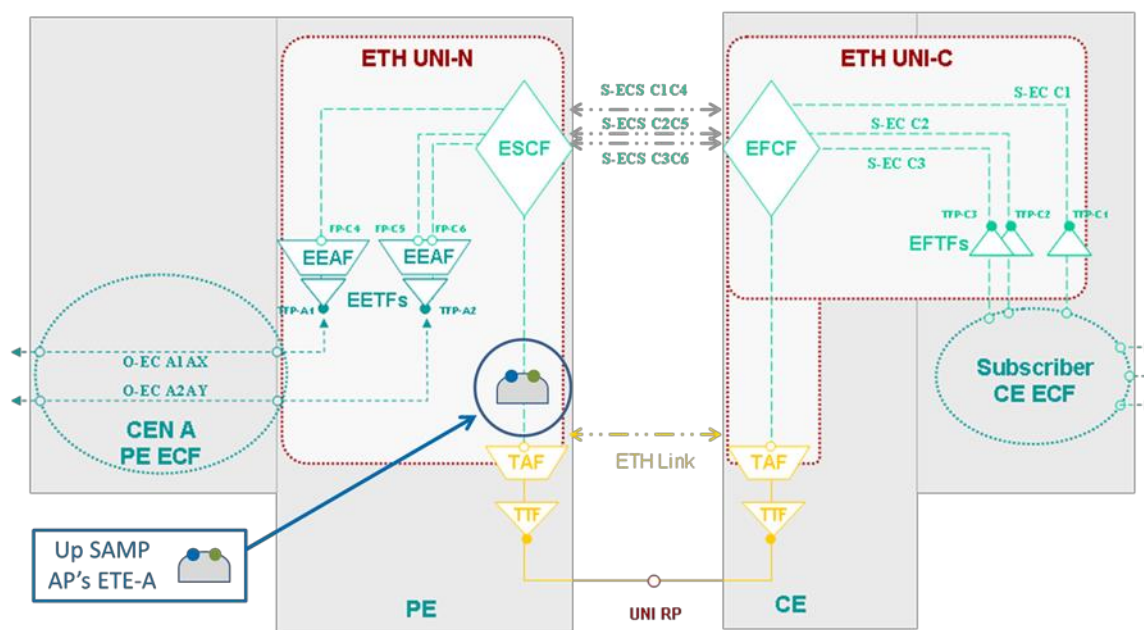 ETH UNI-N
ETH UNI-C
S-ECS C1C4
S-ECS C2C5
S-ECS C3C6
S-EC C1
S-EC C2
S-EC C3
ESCF
EFCF
FP-C4
FP-C5
FP-C6
TFP-C3
TFP-C2
TFP-C1
EEAF
EEAF
EFTFs
EETFs
TFP-A1
TFP-A2
O-EC A1AX
O-EC A2AY
CEN A
PE ECF
Subscriber
CE ECF
TAF
ETH Link
TAF
TTF
TTF
Up SAMP
AP's ETE-A
PE
UNI RP
CE